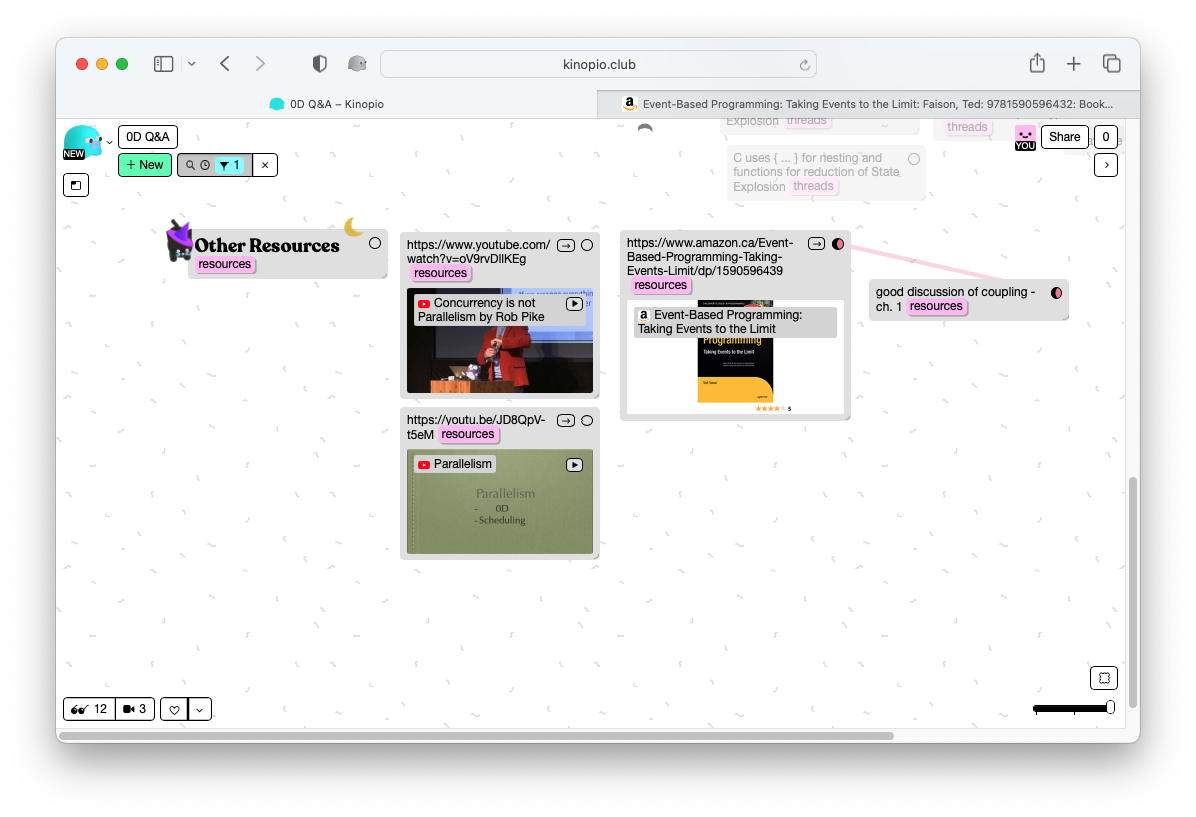 kinopio.club
0D Q&A – Kinopio
Event-Based Programming: Taking Events to the Limit: Faison, Ted: 9781590596432: Book...
NEW
0D Q&A
YOU
Share
0
+ New
1
×
Explosion threads
threads
C uses { ... } for nesting and
functions for reduction of State
Explosion threads
Other Resources
resources
https://www.youtube.com/
watch?v=oV9rvDllKEg
resources
Concurrency is not
Parallelism by Rob Pike
https://youtu.be/JD8QpV-
t5eM resources
Parallelism
Parallelism
- 0D
- Scheduling
https://www.amazon.ca/Event-
Based-Programming-Taking-
Events-Limit/dp/1590596439
resources
Event-Based Programming:
Taking Events to the Limit
Programming
Taking Events to the Limit
5
good discussion of coupling -
ch. 1 resources
12
3